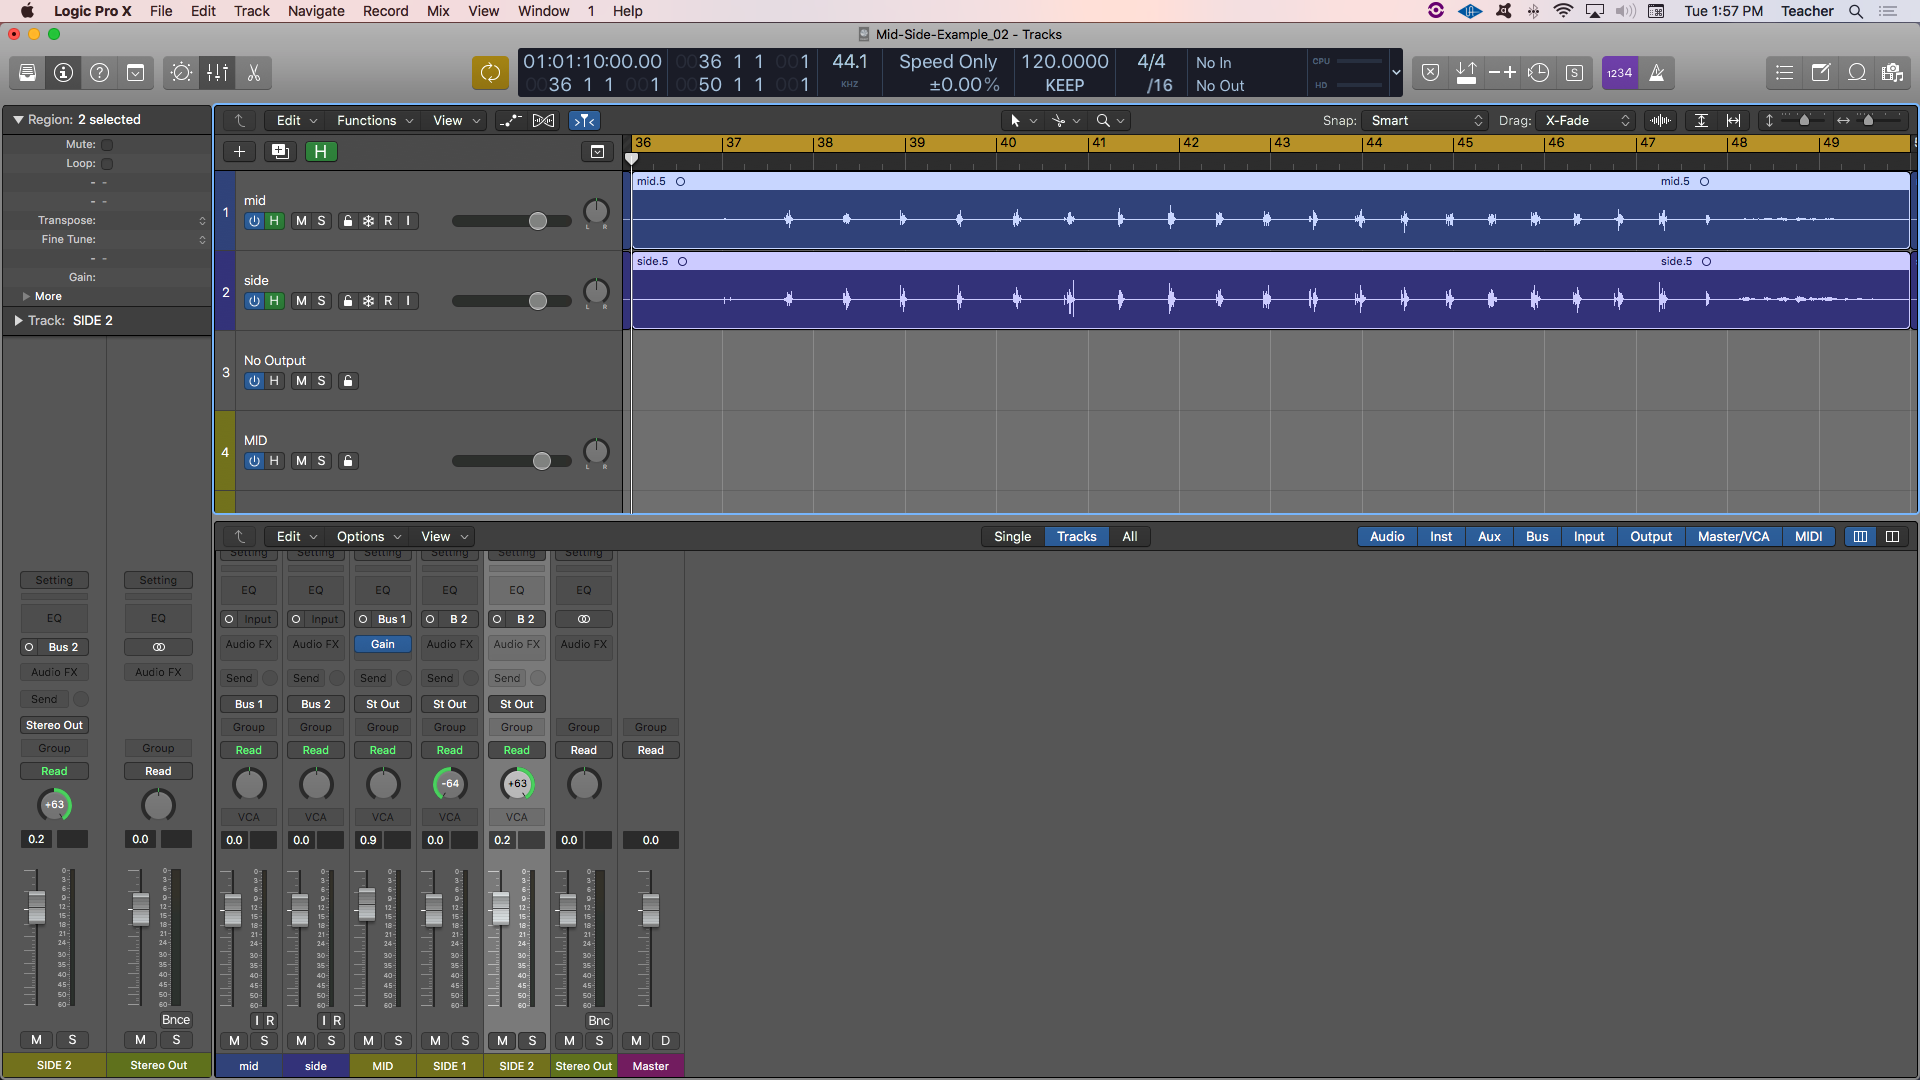 Logic Pro X File Edit Track Navigate Record Mix View Window 1 Help Tue 1:57 PM Teacher
Mid-Side-Example_02 - Tracks
01:01:10:00.00 0036 1 1 001 44.1 Speed Only 120.0000 4/4 No In CPU
0036 1 1 001 0050 1 1 001 KHZ ±0.00% KEEP /16 No Out HD
S 1234
Region: 2 selected
Mute:
Loop:
- -
- -
Transpose:
Fine Tune:
- -
Gain:
More
Track: SIDE 2
Edit Functions View Snap: Smart Drag: X-Fade
H 36 37 38 39 40 41 42 43 44 45 46 47 48 49
1 mid
H M S R I L R
mid.5 mid.5
2 side
H M S R I L R
side.5 side.5
3 No Output
H M S
4 MID
H M S L R
Edit Options View Single Tracks All Audio Inst Aux Bus Input Output Master/VCA MIDI
Setting Setting
EQ EQ
Bus 2
Audio FX Audio FX
Send
Stereo Out
Group Group
Read Read
+63
0.2 0.0
Bnce
M S M S
SIDE 2 Stereo Out
Setting Setting Setting Setting Setting Setting
EQ EQ EQ EQ EQ EQ
Input Input Bus 1 B 2 B 2
Audio FX Audio FX Gain Audio FX Audio FX Audio FX
Send Send Send Send Send
Bus 1 Bus 2 St Out St Out St Out
Group Group Group Group Group Group Group
Read Read Read Read Read Read Read
-64 +63
VCA VCA VCA VCA VCA
0.0 0.0 0.9 0.0 0.2 0.0 0.0
I R I R Bnc
M S M S M S M S M S M S M D
mid side MID SIDE 1 SIDE 2 Stereo Out Master